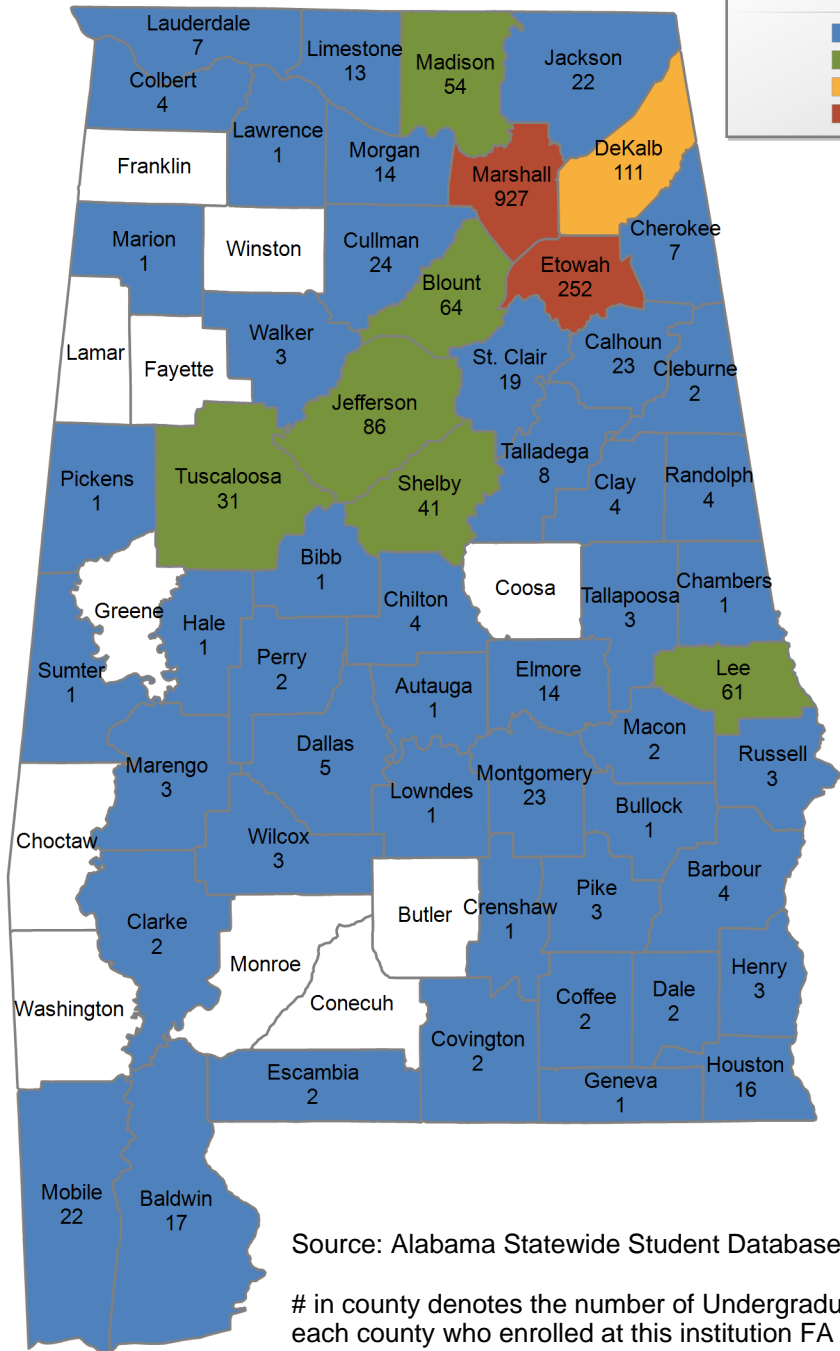 Lauderdale
7
Limestone
13
Madison
54
Jackson
22
Colbert
4
Lawrence
1
Morgan
14
DeKalb
111
Franklin
Marshall
927
Marion
1
Winston
Cullman
24
Cherokee
7
Etowah
252
Blount
64
Lamar
Fayette
Walker
3
St. Clair
19
Calhoun
23
Cleburne
2
Jefferson
86
Pickens
1
Tuscaloosa
31
Shelby
41
Talladega
8
Clay
4
Randolph
4
Bibb
1
Coosa
Tallapoosa
3
Chambers
1
Greene
Hale
1
Chilton
4
Sumter
1
Perry
2
Autauga
1
Elmore
14
Lee
61
Marengo
3
Dallas
5
Macon
2
Russell
3
Lowndes
1
Montgomery
23
Bullock
1
Choctaw
Wilcox
3
Barbour
4
Clarke
2
Butler
Crenshaw
1
Pike
3
Monroe
Conecuh
Henry
3
Washington
Coffee
2
Dale
2
Covington
2
Escambia
2
Geneva
1
Houston
16
Mobile
22
Baldwin
17
Source: Alabama Statewide Student Database
# in county denotes the number of Undergradu
each county who enrolled at this institution FA